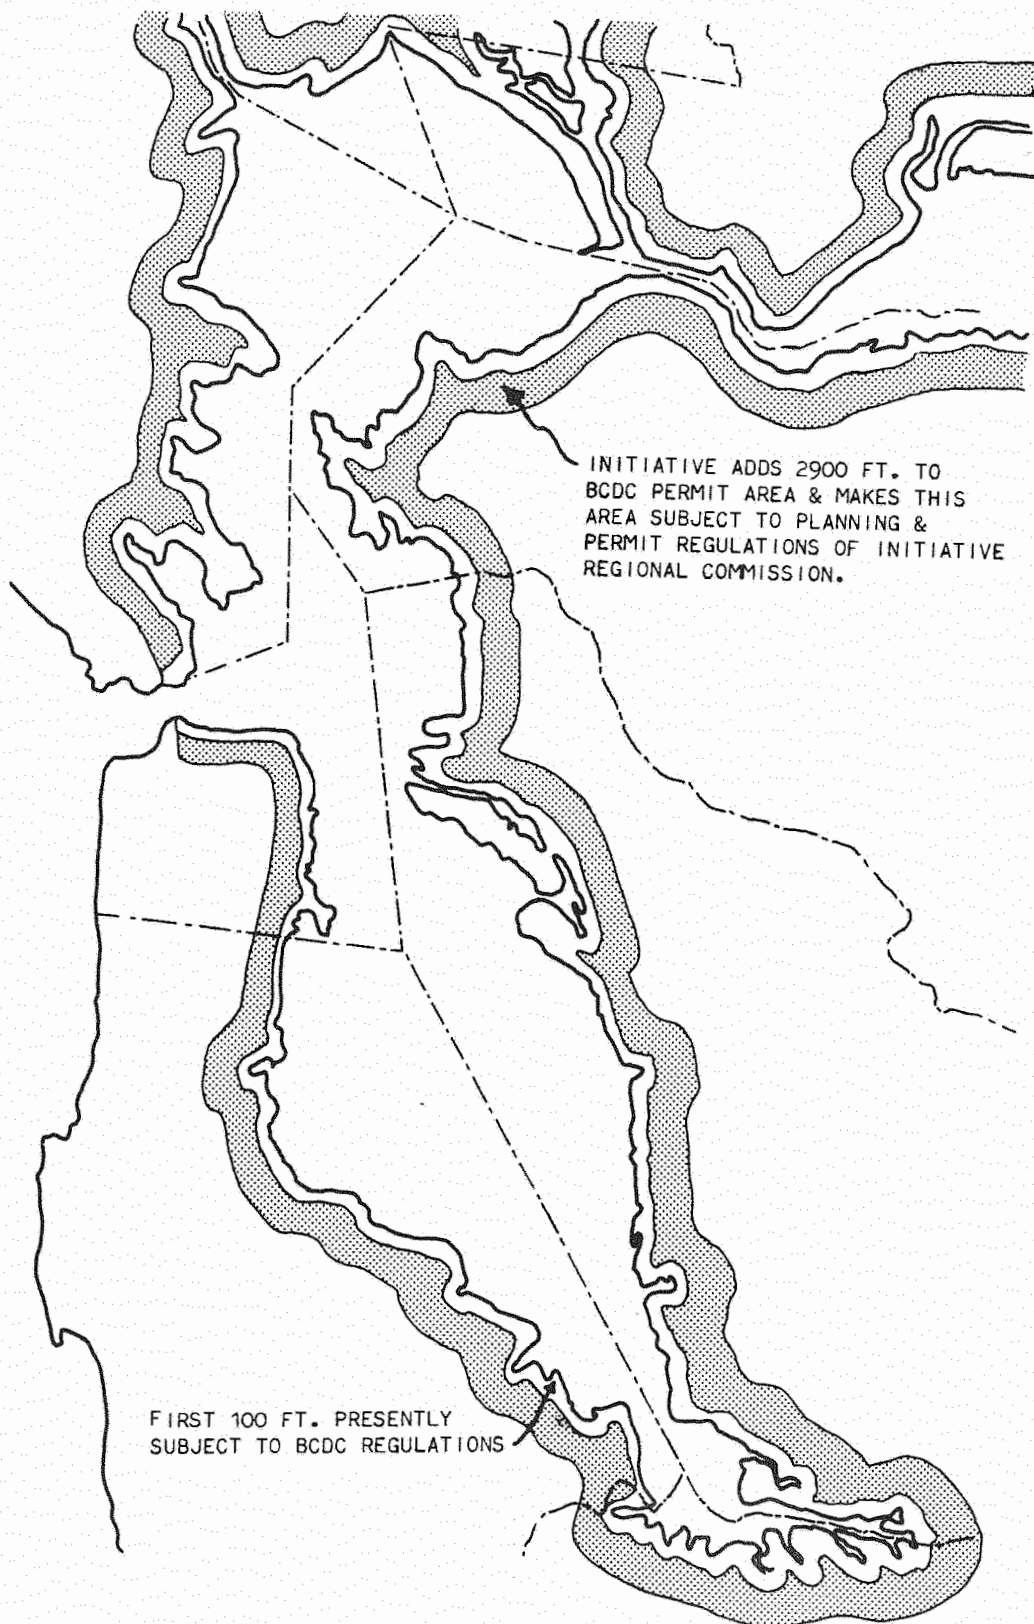 INITIATIVE ADDS 2900 FT. TO
BCDC PERMIT AREA & MAKES THIS
AREA SUBJECT TO PLANNING &
PERMIT REGULATIONS OF INITIATIVE
REGIONAL COMMISSION.
FIRST 100 FT. PRESENTLY
SUBJECT TO BCDC REGULATIONS